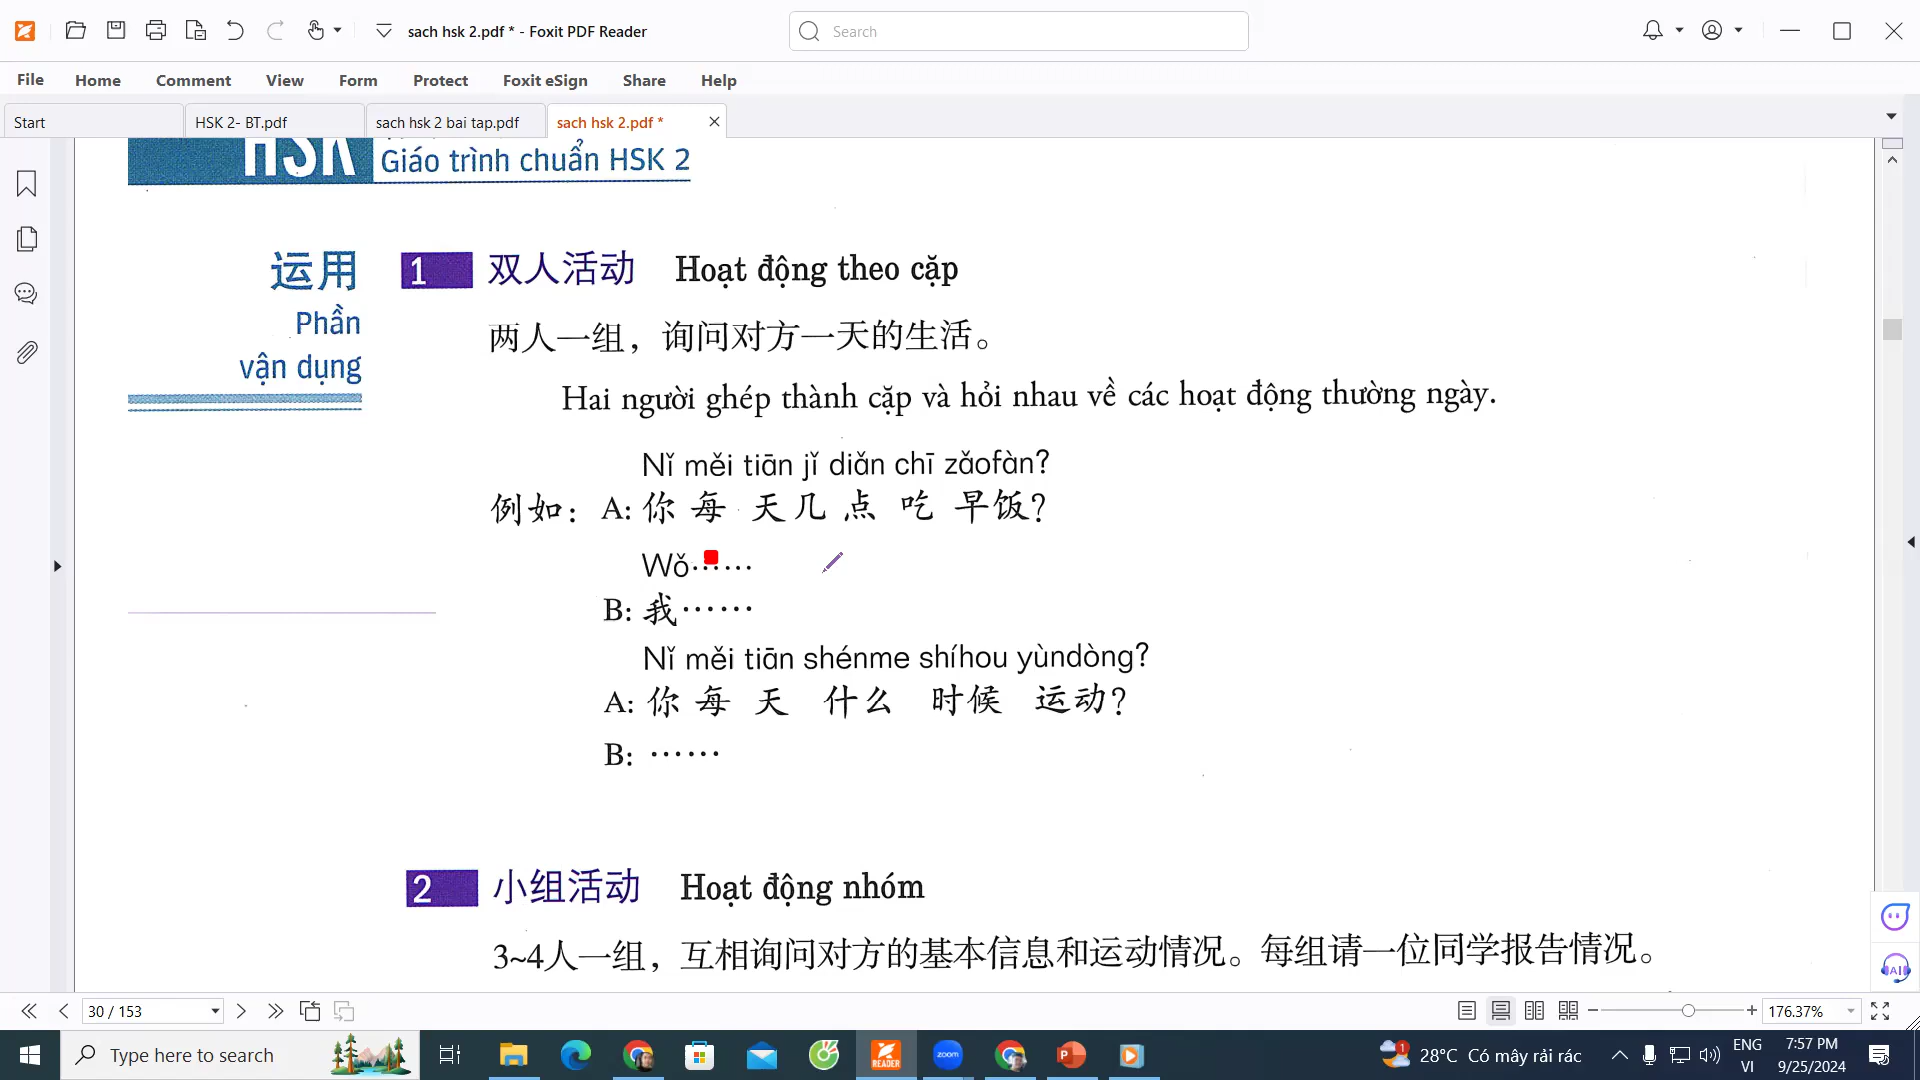 sach hsk 2.pdf * - Foxit PDF Reader
Search
File Home Comment View Form Protect Foxit eSign Share Help
Start HSK 2- BT.pdf sach hsk 2 bai tap.pdf sach hsk 2.pdf *
HSK Giáo trình chuẩn HSK 2
运用
Phần
vận dụng
1 双人活动 Hoạt động theo cặp
两人一组，询问对方一天的生活。
Hai người ghép thành cặp và hỏi nhau về các hoạt động thường ngày.
Nǐ měi tiān jǐ diǎn chī zǎofàn?
例如：A: 你 每 天 几 点 吃 早饭?
Wǒ······
B: 我······
Nǐ měi tiān shénme shíhou yùndòng?
A: 你 每 天 什么 时候 运动?
B: ······
2 小组活动 Hoạt động nhóm
3~4人一组，互相询问对方的基本信息和运动情况。每组请一位同学报告情况。
30 / 153
176.37%
Type here to search
28°C Có mây rải rác
ENG
VI
7:57 PM
9/25/2024